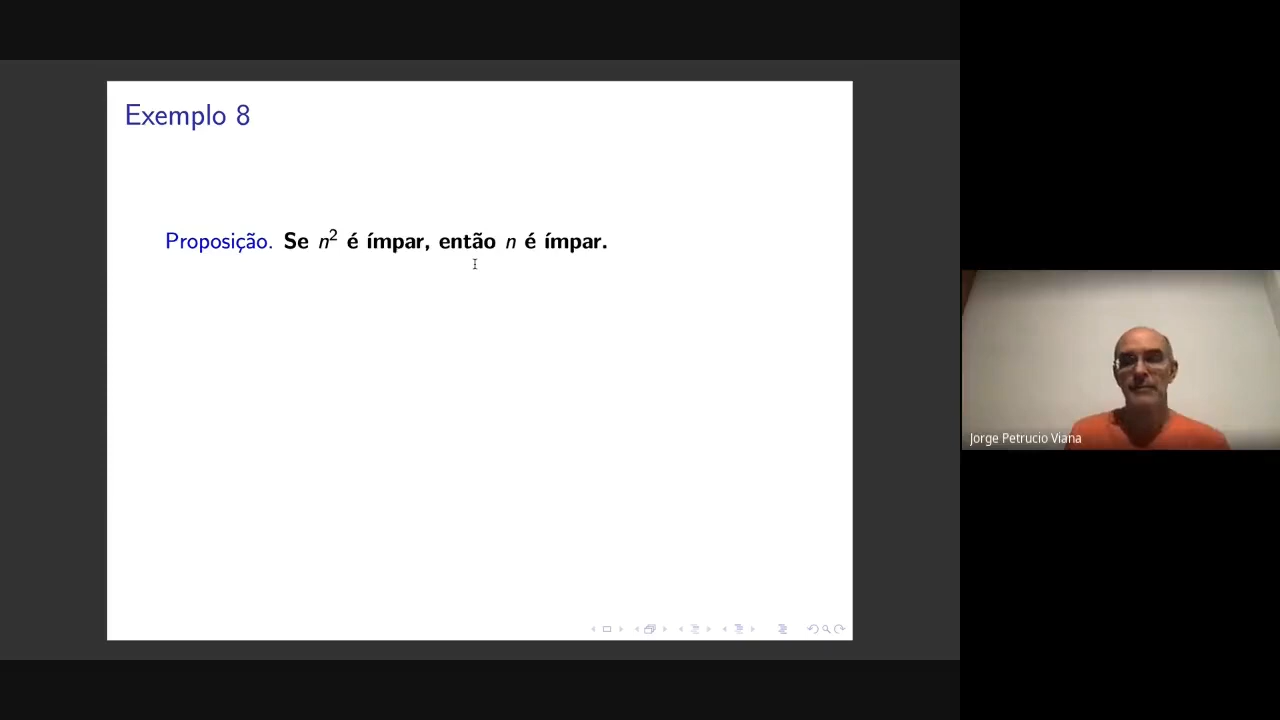 Exemplo 8
Proposição. Se n² é ímpar, então n é ímpar.
Jorge Petrucio Viana